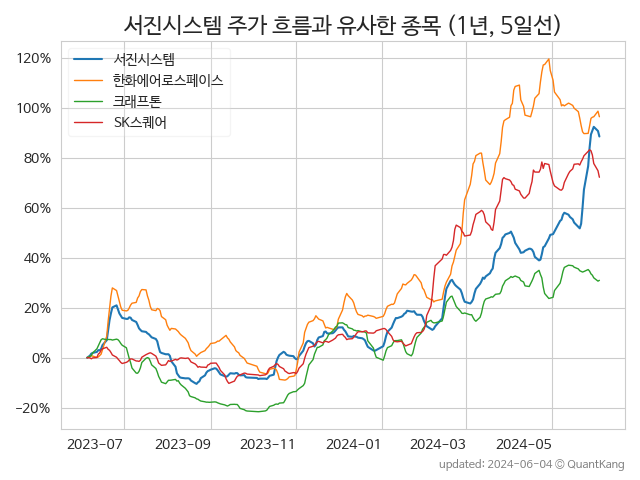 서진시스템 주가 흐름과 유사한 종목 (1년, 5일선)
서진시스템
한화에어로스페이스
크래프톤
SK스퀘어
120%
100%
80%
60%
40%
20%
0%
−20%
2023-07 2023-09 2023-11 2024-01 2024-03 2024-05
updated: 2024-06-04 © QuantKang